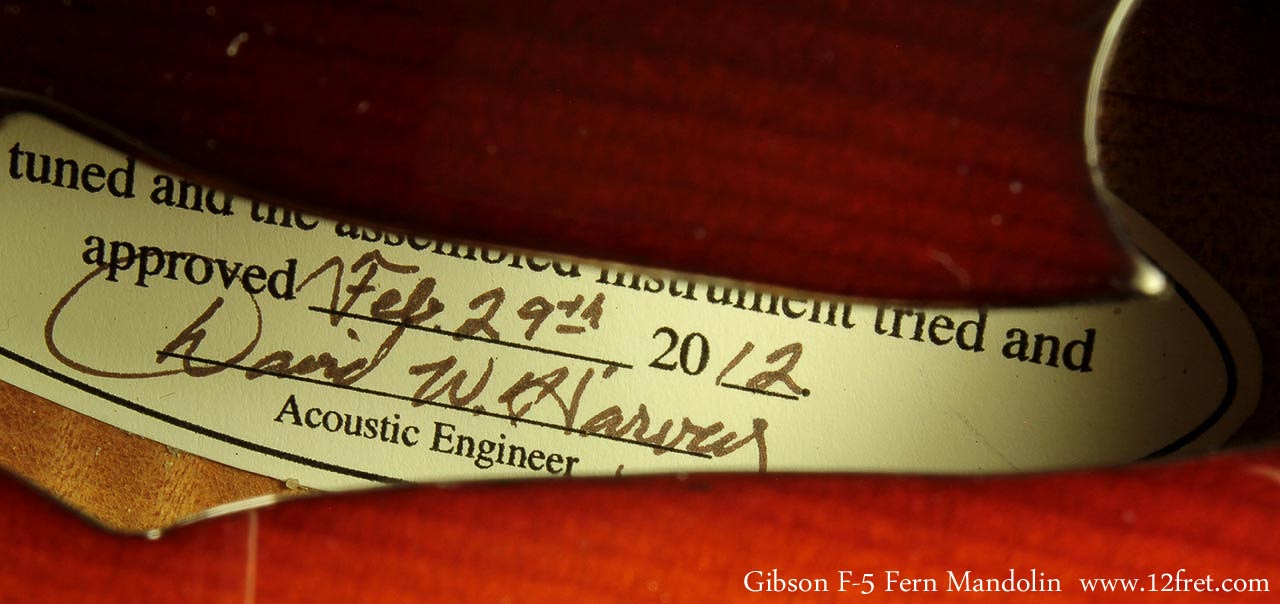 tuned and the assembled instrument tried and
approved Feb. 29th 2012.
David W. Harvey
Acoustic Engineer
Gibson F-5 Fern Mandolin www.12fret.com